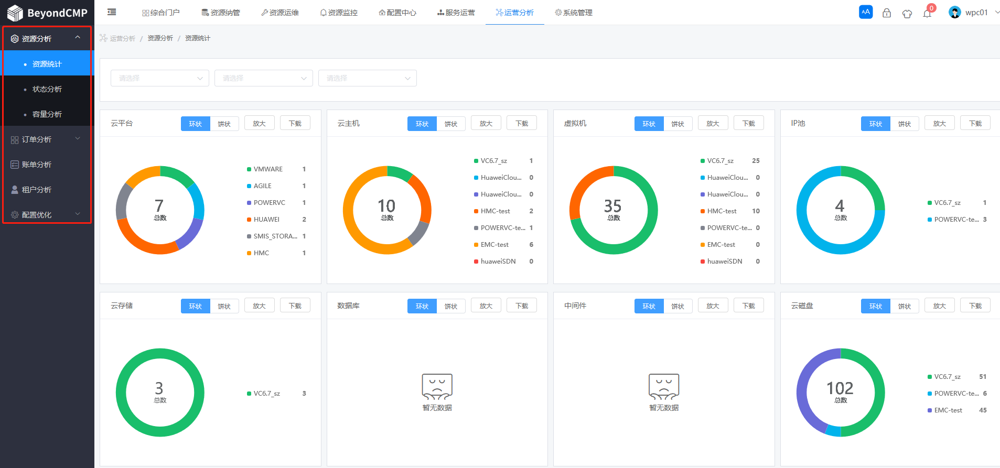 BeyondCMP
综合门户
资源纳管
资源运维
资源监控
配置中心
服务运营
运营分析
系统管理
AA
0
wpc01
资源分析
资源统计
状态分析
容量分析
订单分析
账单分析
租户分析
配置优化
运营分析 / 资源分析 / 资源统计
请选择
请选择
请选择
云平台
环状
饼状
放大
下载
7
总数
VMWARE 1
AGILE 1
POWERVC 1
HUAWEI 2
SMIS_STORA... 1
HMC 1
云主机
环状
饼状
放大
下载
10
总数
VC6.7_sz 1
HuaweiClou... 0
HuaweiClou... 0
HMC-test 2
POWERVC-te... 1
EMC-test 6
huaweiSDN 0
虚拟机
环状
饼状
放大
下载
35
总数
VC6.7_sz 25
HuaweiClou... 0
HuaweiClou... 0
HMC-test 10
POWERVC-te... 0
EMC-test 0
huaweiSDN 0
IP池
环状
饼状
放大
下载
4
总数
VC6.7_sz 1
POWERVC-te... 3
云存储
环状
饼状
放大
下载
3
总数
VC6.7_sz 3
数据库
环状
饼状
放大
下载
暂无数据
中间件
环状
饼状
放大
下载
暂无数据
云磁盘
环状
饼状
放大
下载
102
总数
VC6.7_sz 51
POWERVC-te... 6
EMC-test 45